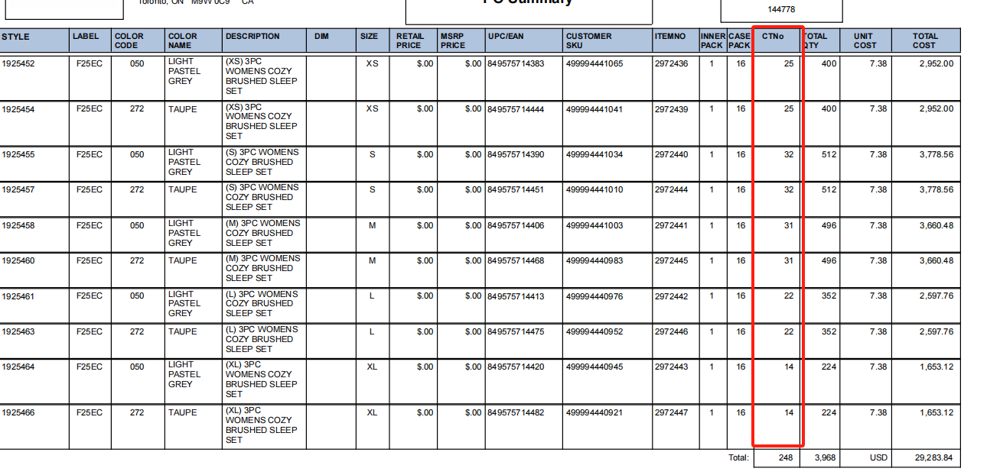 Toronto, ON M9W 0C9 CA
PO Summary
144778
STYLE LABEL COLOR CODE COLOR NAME DESCRIPTION DIM SIZE RETAIL PRICE MSRP PRICE UPC/EAN CUSTOMER SKU ITEMNO INNER PACK CASE PACK CTNo TOTAL QTY UNIT COST TOTAL COST
1925452 F25EC 050 LIGHT PASTEL GREY (XS) 3PC WOMENS COZY BRUSHED SLEEP SET XS $.00 $.00 849575714383 499994441065 2972436 1 16 25 400 7.38 2,952.00
1925454 F25EC 272 TAUPE (XS) 3PC WOMENS COZY BRUSHED SLEEP SET XS $.00 $.00 849575714444 499994441041 2972439 1 16 25 400 7.38 2,952.00
1925455 F25EC 050 LIGHT PASTEL GREY (S) 3PC WOMENS COZY BRUSHED SLEEP SET S $.00 $.00 849575714390 499994441034 2972440 1 16 32 512 7.38 3,778.56
1925457 F25EC 272 TAUPE (S) 3PC WOMENS COZY BRUSHED SLEEP SET S $.00 $.00 849575714451 499994441010 2972444 1 16 32 512 7.38 3,778.56
1925458 F25EC 050 LIGHT PASTEL GREY (M) 3PC WOMENS COZY BRUSHED SLEEP SET M $.00 $.00 849575714406 499994441003 2972441 1 16 31 496 7.38 3,660.48
1925460 F25EC 272 TAUPE (M) 3PC WOMENS COZY BRUSHED SLEEP SET M $.00 $.00 849575714468 499994440983 2972445 1 16 31 496 7.38 3,660.48
1925461 F25EC 050 LIGHT PASTEL GREY (L) 3PC WOMENS COZY BRUSHED SLEEP SET L $.00 $.00 849575714413 499994440976 2972442 1 16 22 352 7.38 2,597.76
1925463 F25EC 272 TAUPE (L) 3PC WOMENS COZY BRUSHED SLEEP SET L $.00 $.00 849575714475 499994440952 2972446 1 16 22 352 7.38 2,597.76
1925464 F25EC 050 LIGHT PASTEL GREY (XL) 3PC WOMENS COZY BRUSHED SLEEP SET XL $.00 $.00 849575714420 499994440945 2972443 1 16 14 224 7.38 1,653.12
1925466 F25EC 272 TAUPE (XL) 3PC WOMENS COZY BRUSHED SLEEP SET XL $.00 $.00 849575714482 499994440921 2972447 1 16 14 224 7.38 1,653.12
Total: 248 3,968 USD 29,283.84